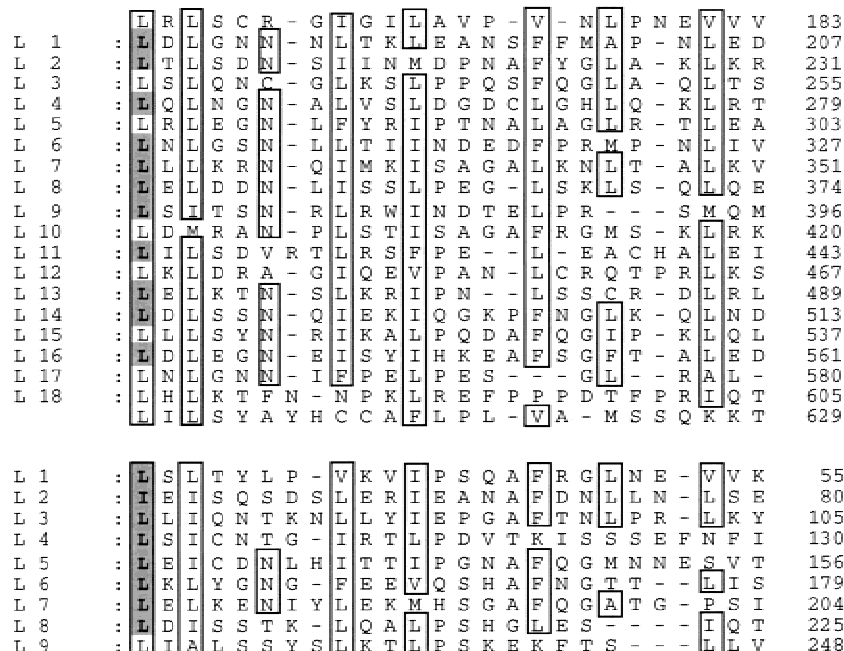 L R L S C R - G I G I L A V P - V - N L P N E V V V 183
L 1 : L D L G N N - N L T K L E A N S F F M A P - N L E D 207
L 2 : L T L S D N - S I I N M D P N A F Y G L A - K L K R 231
L 3 : L S L Q N C - G L K S L P P Q S F Q G L A - Q L T S 255
L 4 : L Q L N G N - A L V S L D G D C L G H L Q - K L R T 279
L 5 : L R L E G N - L F Y R I P T N A L A G L R - T L E A 303
L 6 : L N L G S N - L L T I I N D E D F P R M P - N L I V 327
L 7 : L L L K R N - Q I M K I S A G A L K N L T - A L K V 351
L 8 : L E L D D N - L I S S L P E G - L S K L S - Q L Q E 374
L 9 : L S I T S N - R L R W I N D T E L P R - - - S M Q M 396
L 10 : L D M R A N - P L S T I S A G A F R G M S - K L R K 420
L 11 : L I L S D V R T L R S F P E - - L - E A C H A L E I 443
L 12 : L K L D R A - G I Q E V P A N - L C R Q T P R L K S 467
L 13 : L E L K T N - S L K R I P N - - L S S C R - D L R L 489
L 14 : L D L S S N - Q I E K I Q G K P F N G L K - Q L N D 513
L 15 : L L L S Y N - R I K A L P Q D A F Q G I P - K L Q L 537
L 16 : L D L E G N - E I S Y I H K E A F S G F T - A L E D 561
L 17 : L N L G N N - I F P E L P E S - - - G L - - R A L - 580
L 18 : L H L K T F N - N P K L R E F P P P D T F P R I Q T 605
L I L S Y A Y H C C A F L P L - V A - M S S Q K K T 629
L 1 : L S L T Y L P - V K V I P S Q A F R G L N E - V V K 55
L 2 : I E I S Q S D S L E R I E A N A F D N L L N - L S E 80
L 3 : L L I Q N T K N L L Y I E P G A F T N L P R - L K Y 105
L 4 : L S I C N T G - I R T L P D V T K I S S S E F N F I 130
L 5 : L E I C D N L H I T T I P G N A F Q G M N N E S V T 156
L 6 : L K L Y G N G - F E E V Q S H A F N G T T - - L I S 179
L 7 : L E L K E N I Y L E K M H S G A F Q G A T G - P S I 204
L 8 : L D I S S T K - L Q A L P S H G L E S - - - - I Q T 225
L 9 : L I A L S S Y S L K T L P S K E K F T S - - - L L V 248